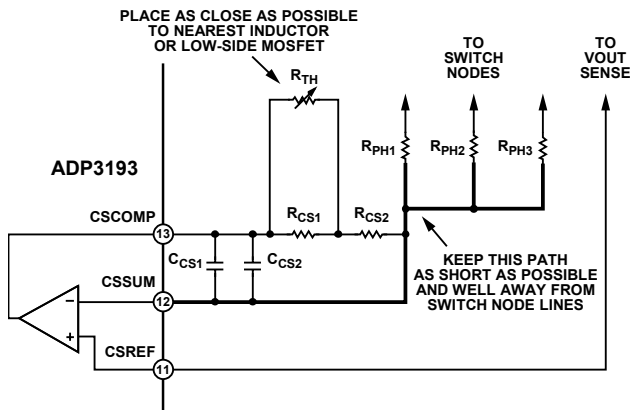 PLACE AS CLOSE AS POSSIBLE
TO NEAREST INDUCTOR
OR LOW-SIDE MOSFET
TO
SWITCH
NODES
TO
VOUT
SENSE
RTH
RPH1
RPH2
RPH3
ADP3193
CSCOMP
13
RCS1
RCS2
CCS1
CCS2
KEEP THIS PATH
AS SHORT AS POSSIBLE
AND WELL AWAY FROM
SWITCH NODE LINES
CSSUM
12
–
+
CSREF
11